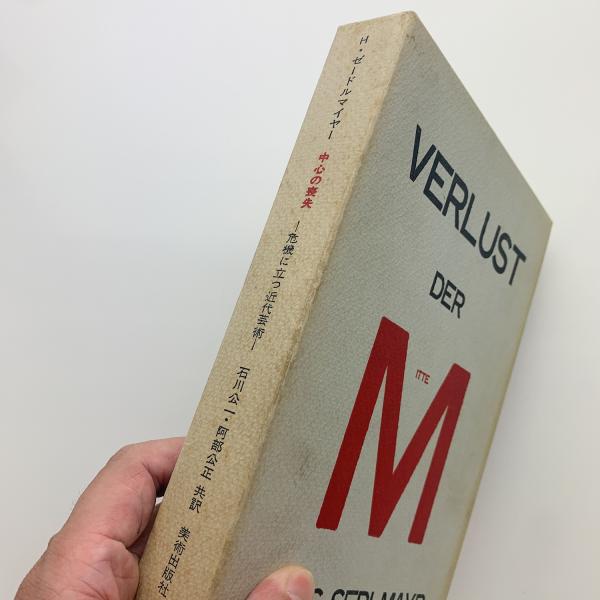 H・ゼードルマイヤー 中心の喪失 ―危機に立つ近代芸術― 石川公一・阿部公正 共訳 美術出版社
VERLUST
DER
M
ITTE
S. SEDLMAYR